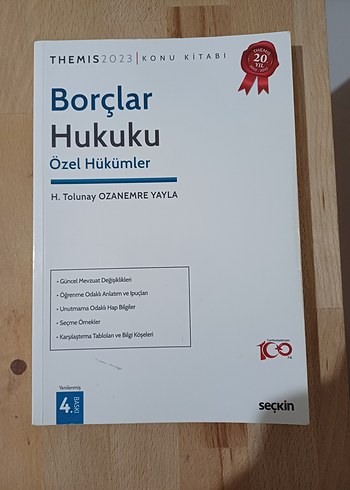 THEMIS2023 | KONU KİTABI
THEMIS
20
YIL
Borçlar
Hukuku
Özel Hükümler
H. Tolunay OZANEMRE YAYLA
• Güncel Mevzuat Değişiklikleri
• Öğrenme Odaklı Anlatım ve İpuçları
• Unutmama Odaklı Hap Bilgiler
• Seçme Örnekler
• Karşılaştırma Tabloları ve Bilgi Köşeleri
Yenilenmiş
4. BASKI
100
seçkin